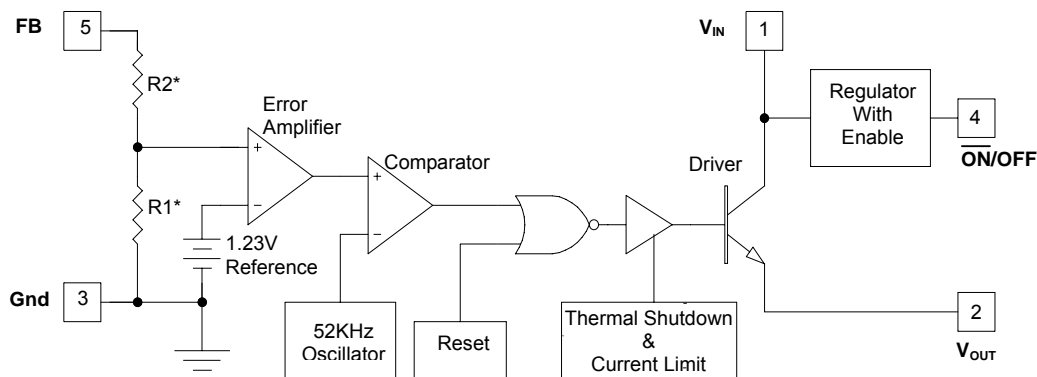 FB
5
R2*
R1*
Gnd
3
Error
Amplifier
+
−
1.23V
Reference
Comparator
+
−
52KHz
Oscillator
Reset
Thermal Shutdown
&
Current Limit
Driver
VIN
1
Regulator
With
Enable
4
ON/OFF
2
VOUT